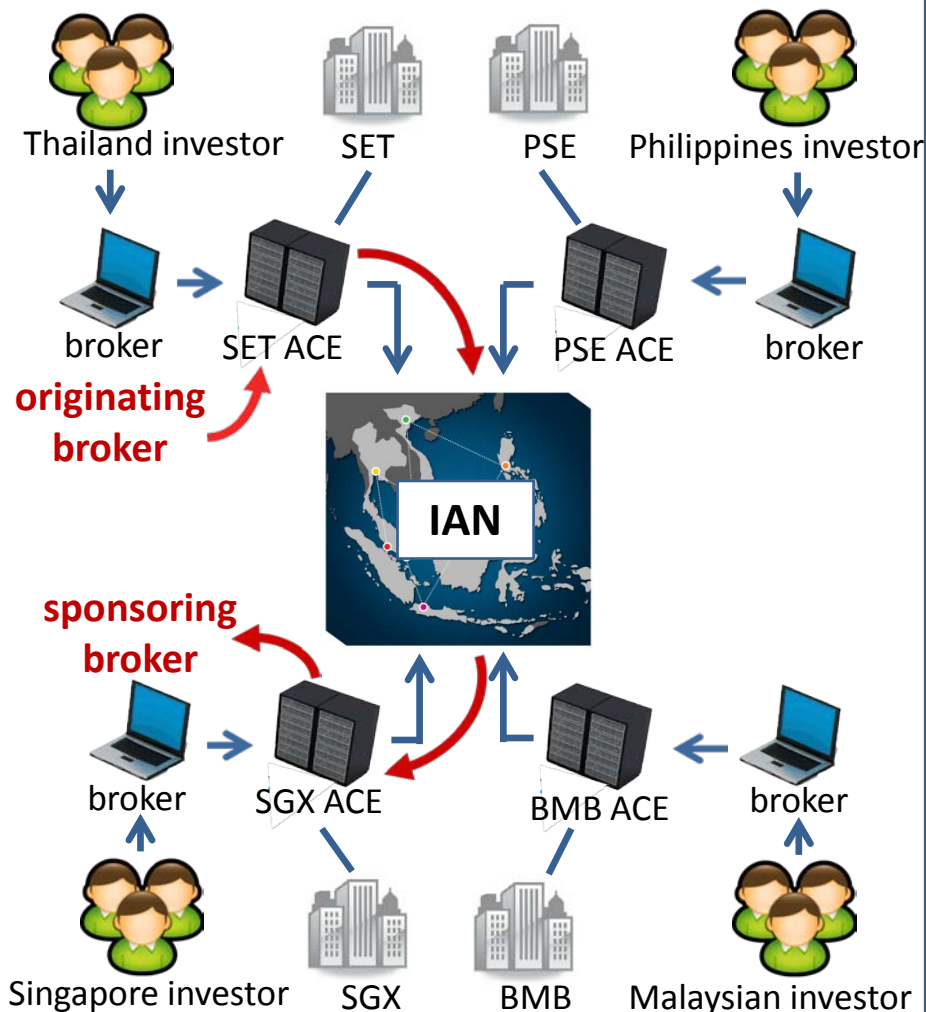 Thailand investor
SET
PSE
Philippines investor
broker
SET ACE
PSE ACE
broker
originating
broker
IAN
sponsoring
broker
broker
SGX ACE
BMB ACE
broker
Singapore investor
SGX
BMB
Malaysian investor